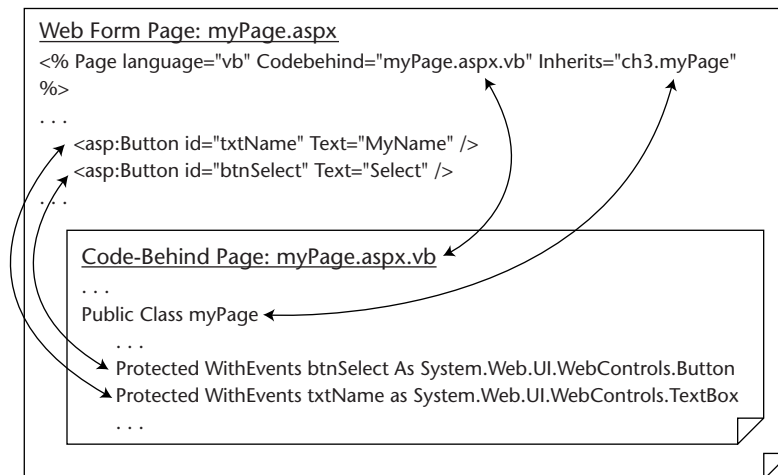 Web Form Page: myPage.aspx
<% Page language="vb" Codebehind="myPage.aspx.vb" Inherits="ch3.myPage"
%>
. . .
<asp:Button id="txtName" Text="MyName" />
<asp:Button id="btnSelect" Text="Select" />
. . .
Code-Behind Page: myPage.aspx.vb
. . .
Public Class myPage
. . .
Protected WithEvents btnSelect As System.Web.UI.WebControls.Button
Protected WithEvents txtName as System.Web.UI.WebControls.TextBox
. . .